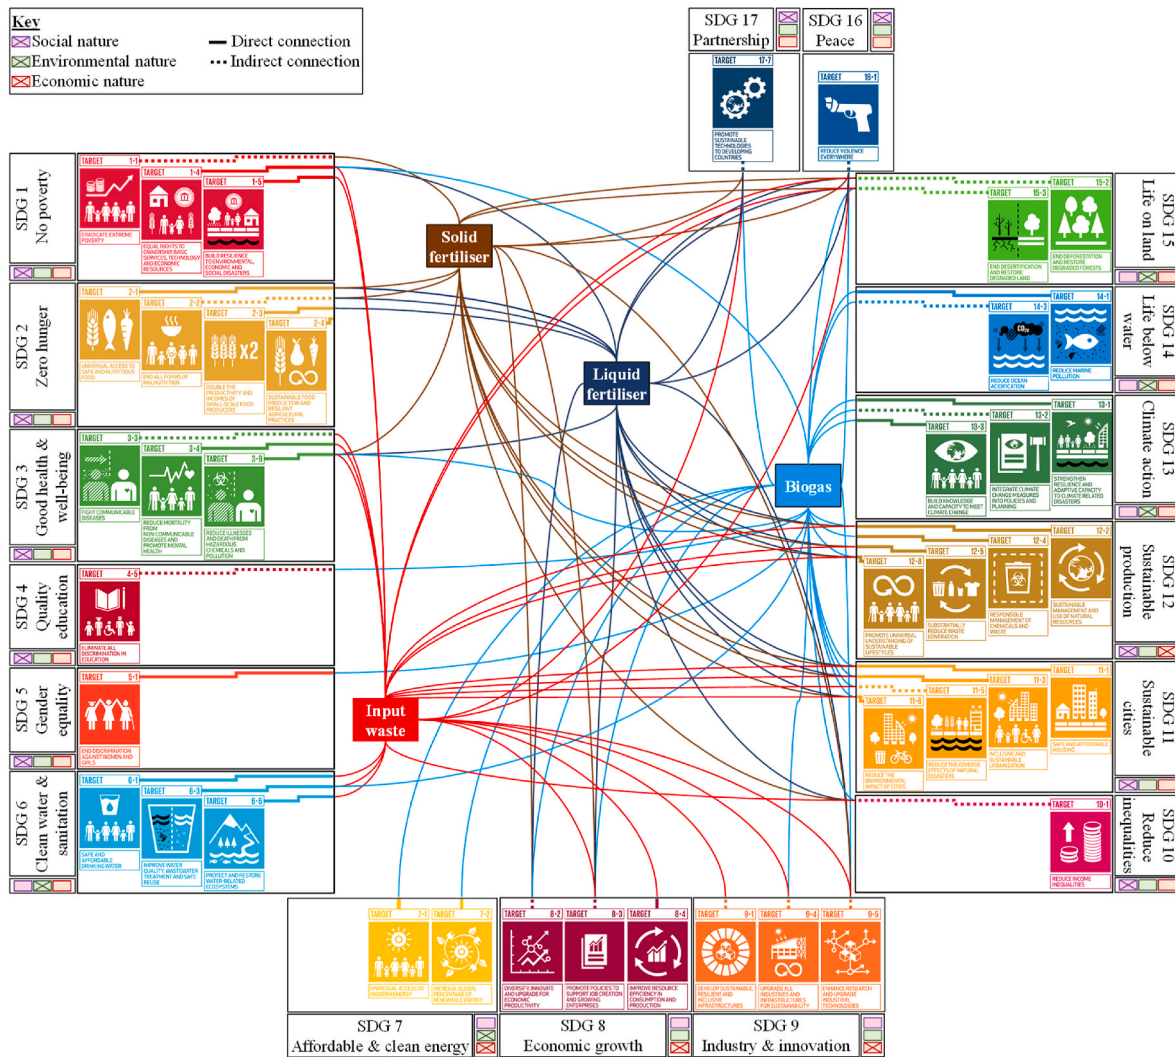 Key
Social nature
Direct connection
Environmental nature
Indirect connection
Economic nature
SDG 17
Partnership
SDG 16
Peace
TARGET 17-7
PROMOTE
SUSTAINABLE
TECHNOLOGIES
TO DEVELOPING
COUNTRIES
TARGET 16-1
REDUCE VIOLENCE
EVERYWHERE
SDG 1
No poverty
TARGET 1-1
ERADICATE EXTREME
POVERTY
TARGET 1-4
EQUAL RIGHTS TO
OWNERSHIP, BASIC
SERVICES, TECHNOLOGY
AND ECONOMIC
RESOURCES
TARGET 1-5
BUILD RESILIENCE
TO ENVIRONMENTAL,
ECONOMIC AND
SOCIAL DISASTERS
SDG 2
Zero hunger
TARGET 2-1
UNIVERSAL ACCESS TO
SAFE AND NUTRITIOUS
FOOD
TARGET 2-2
END ALL FORMS OF
MALNUTRITION
TARGET 2-3
x2
DOUBLE THE
PRODUCTIVITY AND
INCOMES OF
SMALL-SCALE FOOD
PRODUCERS
TARGET 2-4
SUSTAINABLE FOOD
PRODUCTION AND
RESILIENT
AGRICULTURAL
PRACTICES
SDG 3
Good health &
well-being
TARGET 3-3
FIGHT COMMUNICABLE
DISEASES
TARGET 3-4
REDUCE MORTALITY
FROM
NON-COMMUNICABLE
DISEASES AND
PROMOTE MENTAL
HEALTH
TARGET 3-9
REDUCE ILLNESSES
AND DEATH FROM
HAZARDOUS
CHEMICALS AND
POLLUTION
SDG 4
Quality
education
TARGET 4-5
ELIMINATE ALL
DISCRIMINATION IN
EDUCATION
SDG 5
Gender
equality
TARGET 5-1
END DISCRIMINATION
AGAINST WOMEN AND
GIRLS
SDG 6
Clean water &
sanitation
TARGET 6-1
SAFE AND
AFFORDABLE
DRINKING WATER
TARGET 6-3
IMPROVE WATER
QUALITY, WASTEWATER
TREATMENT AND SAFE
REUSE
TARGET 6-6
PROTECT AND RESTORE
WATER-RELATED
ECOSYSTEMS
Solid
fertiliser
Liquid
fertiliser
Biogas
Input
waste
TARGET 15-2
END DEFORESTATION
AND RESTORE
DEGRADED FORESTS
15-3
END DESERTIFICATION
AND RESTORE
DEGRADED LAND
SDG 15
Life on land
TARGET 14-1
REDUCE MARINE
POLLUTION
14-3
REDUCE OCEAN
ACIDIFICATION
SDG 14
Life below
water
TARGET 13-1
STRENGTHEN
RESILIENCE AND
ADAPTIVE CAPACITY
TO CLIMATE RELATED
DISASTERS
TARGET 13-2
INTEGRATE CLIMATE
CHANGE MEASURES
INTO POLICIES AND
PLANNING
TARGET 13-3
BUILD KNOWLEDGE
AND CAPACITY TO MEET
CLIMATE CHANGE
SDG 13
Climate action
TARGET 12-2
SUSTAINABLE
MANAGEMENT AND
USE OF NATURAL
RESOURCES
TARGET 12-4
RESPONSIBLE
MANAGEMENT OF
CHEMICALS AND
WASTE
TARGET 12-5
SUBSTANTIALLY
REDUCE WASTE
GENERATION
TARGET 12-8
PROMOTE UNIVERSAL
UNDERSTANDING OF
SUSTAINABLE
LIFESTYLES
SDG 12
Sustainable
production
TARGET 11-1
SAFE AND AFFORDABLE
HOUSING
TARGET 11-3
INCLUSIVE AND
SUSTAINABLE
URBANIZATION
TARGET 11-5
REDUCE THE ADVERSE
EFFECTS OF NATURAL
DISASTERS
TARGET 11-6
REDUCE THE
ENVIRONMENTAL
IMPACT OF CITIES
SDG 11
Sustainable
cities
TARGET 10-1
REDUCE INCOME
INEQUALITIES
SDG 10
Reduce
inequalities
TARGET 7-1
UNIVERSAL ACCESS TO
MODERN ENERGY
TARGET 7-2
INCREASE GLOBAL
PERCENTAGE OF
RENEWABLE ENERGY
TARGET 8-2
DIVERSIFY, INNOVATE
AND UPGRADE FOR
ECONOMIC
PRODUCTIVITY
TARGET 8-3
PROMOTE POLICIES TO
SUPPORT JOB CREATION
AND GROWING
ENTERPRISES
TARGET 8-4
IMPROVE RESOURCE
EFFICIENCY IN
CONSUMPTION AND
PRODUCTION
TARGET 9-1
DEVELOP SUSTAINABLE,
RESILIENT AND
INCLUSIVE
INFRASTRUCTURES
TARGET 9-4
UPGRADE ALL
INDUSTRIES AND
INFRASTRUCTURES
FOR SUSTAINABILITY
TARGET 9-5
ENHANCE RESEARCH
AND UPGRADE
INDUSTRIAL
TECHNOLOGIES
SDG 7
Affordable & clean energy
SDG 8
Economic growth
SDG 9
Industry & innovation